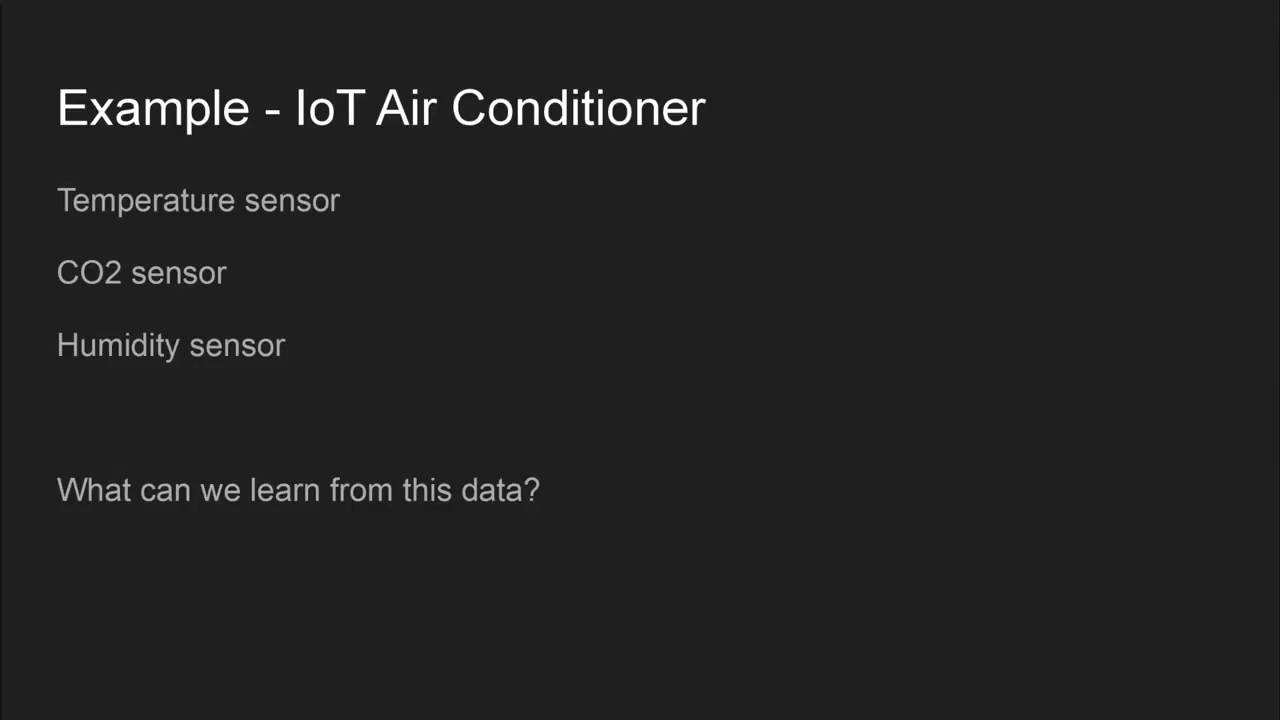 Example - IoT Air Conditioner
Temperature sensor
CO2 sensor
Humidity sensor
What can we learn from this data?